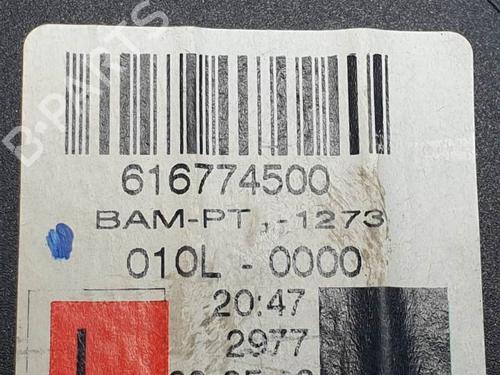 B-PARTS
616774500
BAM-PT,-1273
010L - 0000
20:47
2977
L